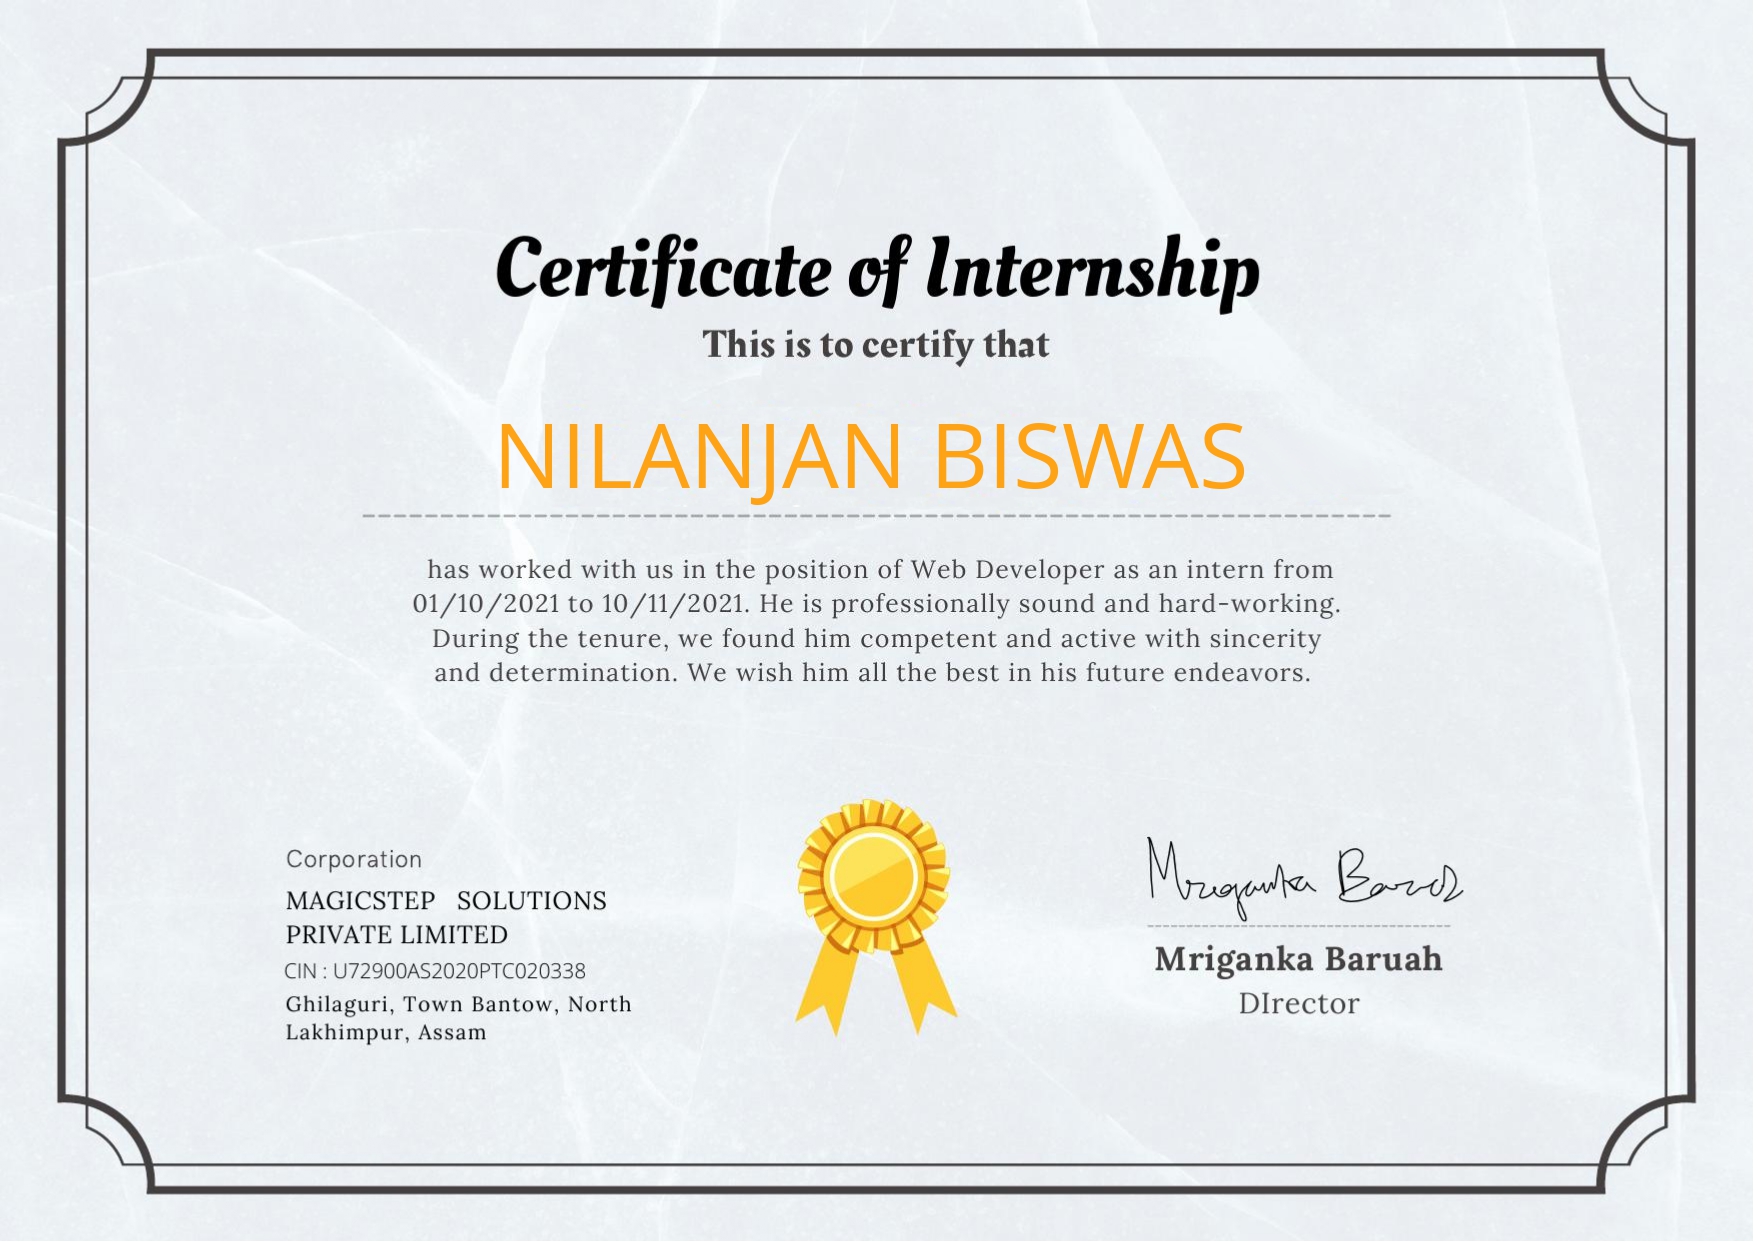 Certificate of Internship
This is to certify that
NILANJAN BISWAS
has worked with us in the position of Web Developer as an intern from
01/10/2021 to 10/11/2021. He is professionally sound and hard-working.
During the tenure, we found him competent and active with sincerity
and determination. We wish him all the best in his future endeavors.
Corporation
MAGICSTEP SOLUTIONS
PRIVATE LIMITED
CIN : U72900AS2020PTC020338
Ghilaguri, Town Bantow, North
Lakhimpur, Assam
Mriganka Baruah
DIrector